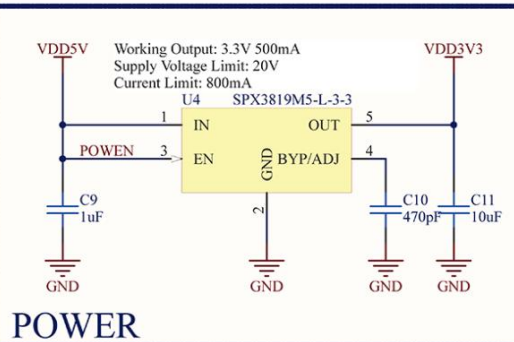 VDD5V
Working Output: 3.3V 500mA
VDD3V3
Supply Voltage Limit: 20V
Current Limit: 800mA
U4 SPX3819M5-L-3-3
1 IN OUT 5
POWEN 3 EN GND BYP/ADJ 4
2
C9
1uF
C10
470pF
C11
10uF
GND GND GND GND
POWER